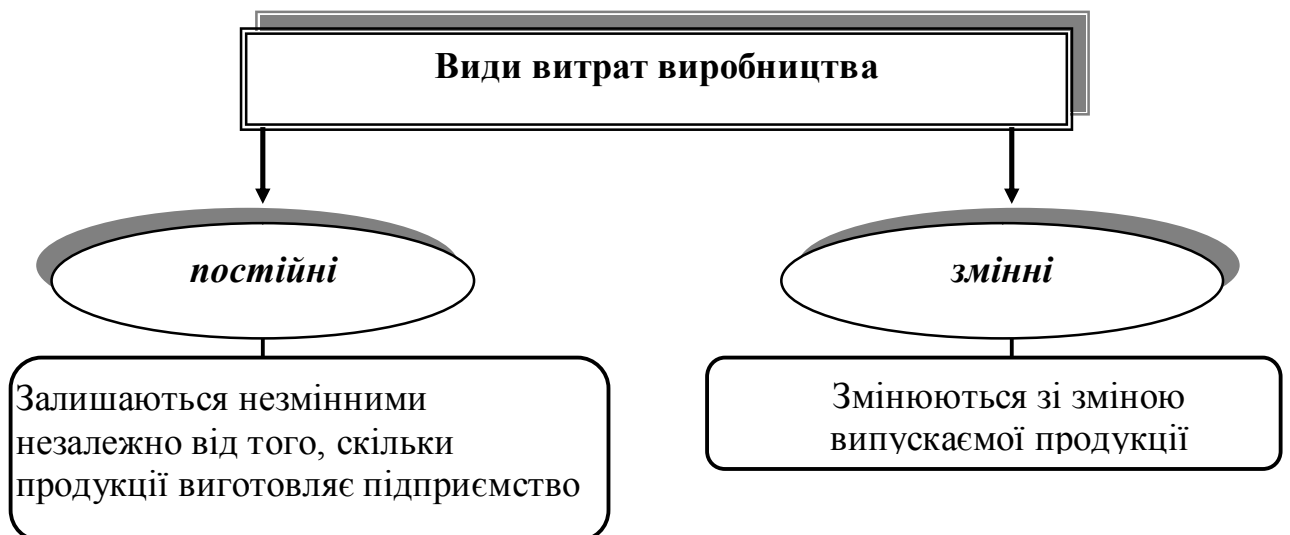 Види витрат виробництва
постійні
змінні
Залишаються незмінними
незалежно від того, скільки
продукції виготовляє підприємство
Змінюються зі зміною
випускаємої продукції